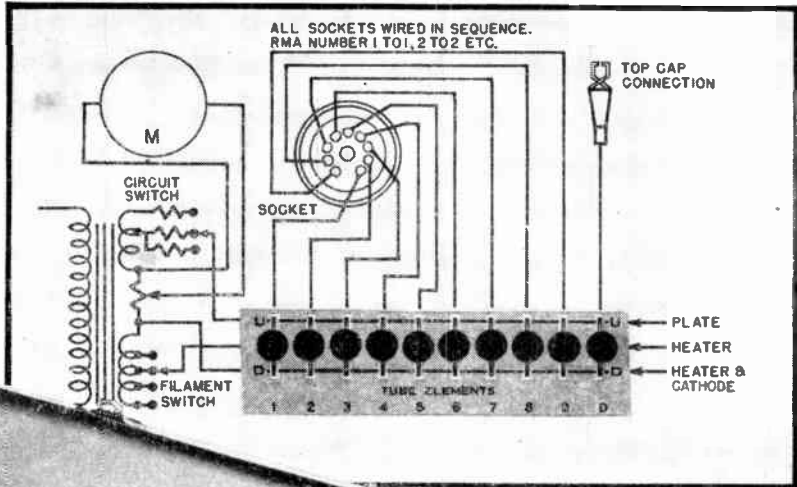 ALL SOCKETS WIRED IN SEQUENCE.
RMA NUMBER 1 TO 1, 2 TO 2 ETC.
TOP CAP
CONNECTION
M
CIRCUIT
SWITCH
SOCKET
U U
PLATE
HEATER
HEATER &
CATHODE
D D
FILAMENT
SWITCH
TUBE ELEMENTS
1 2 3 4 5 6 7 8 9 D